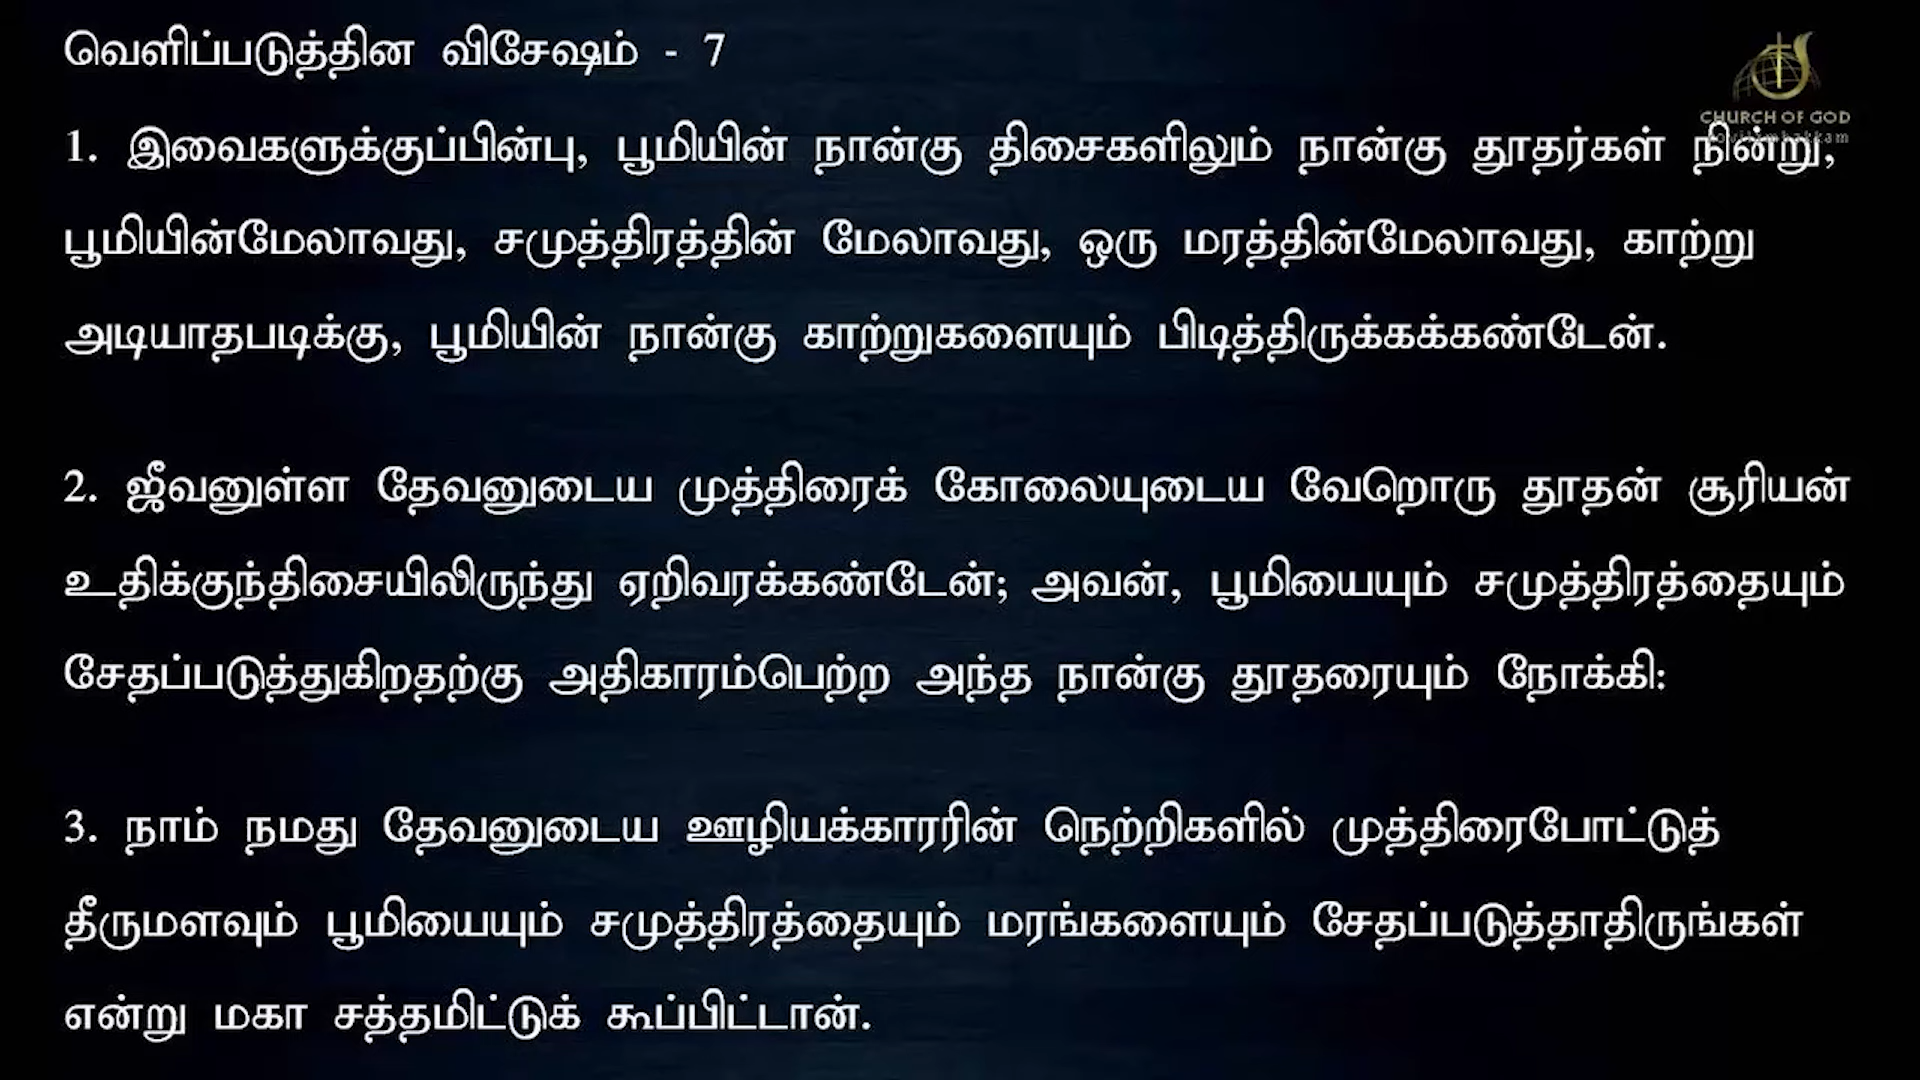 வெளிப்படுத்தின விசேஷம் - 7
CHURCH OF GOD
1. இவைகளுக்குப்பின்பு, பூமியின் நான்கு திசைகளிலும் நான்கு தூதர்கள் நின்று,
பூமியின்மேலாவது, சமுத்திரத்தின் மேலாவது, ஒரு மரத்தின்மேலாவது, காற்று
அடியாதபடிக்கு, பூமியின் நான்கு காற்றுகளையும் பிடித்திருக்கக்கண்டேன்.
2. ஜீவனுள்ள தேவனுடைய முத்திரைக் கோலையுடைய வேறொரு தூதன் சூரியன்
உதிக்குந்திசையிலிருந்து ஏறிவரக்கண்டேன்; அவன், பூமியையும் சமுத்திரத்தையும்
சேதப்படுத்துகிறதற்கு அதிகாரம்பெற்ற அந்த நான்கு தூதரையும் நோக்கி:
3. நாம் நமது தேவனுடைய ஊழியக்காரரின் நெற்றிகளில் முத்திரைபோட்டுத்
தீருமளவும் பூமியையும் சமுத்திரத்தையும் மரங்களையும் சேதப்படுத்தாதிருங்கள்
என்று மகா சத்தமிட்டுக் கூப்பிட்டான்.